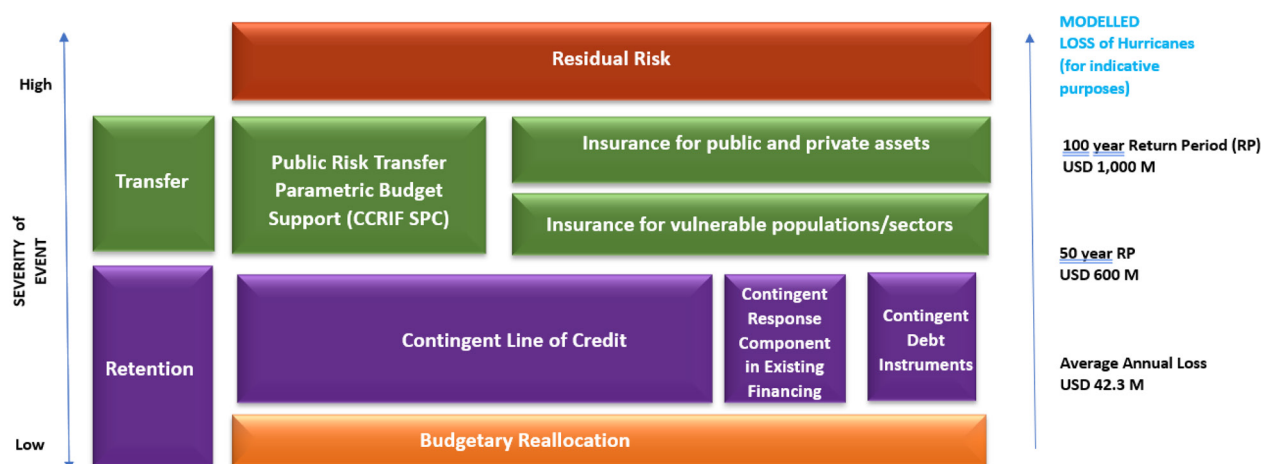 Residual Risk
MODELLED
LOSS of Hurricanes
(for indicative
purposes)
High
Transfer
Public Risk Transfer
Parametric Budget
Support (CCRIF SPC)
Insurance for public and private assets
Insurance for vulnerable populations/sectors
100 year Return Period (RP)
USD 1,000 M
SEVERITY of
EVENT
50 year RP
USD 600 M
Retention
Contingent Line of Credit
Contingent
Response
Component
in Existing
Financing
Contingent
Debt
Instruments
Average Annual Loss
USD 42.3 M
Low
Budgetary Reallocation